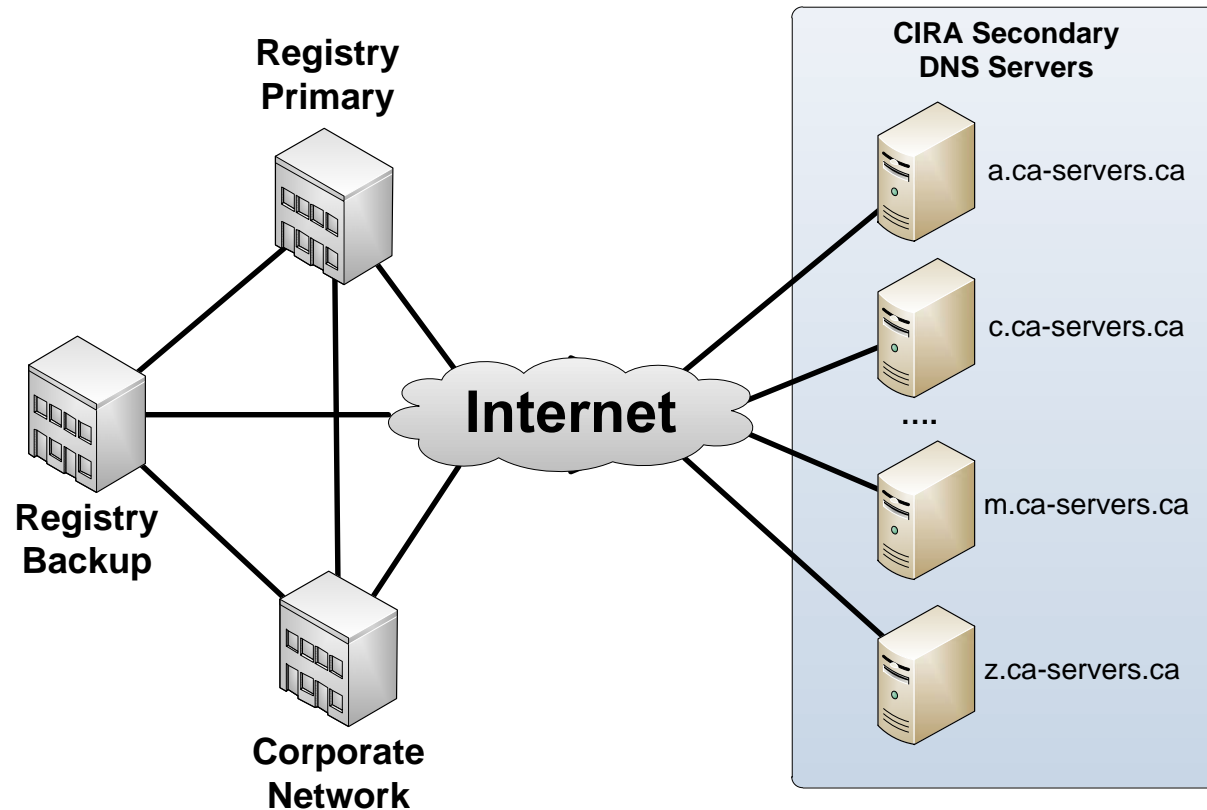 Registry
Primary
CIRA Secondary
DNS Servers
a.ca-servers.ca
c.ca-servers.ca
....
Internet
m.ca-servers.ca
Registry
Backup
z.ca-servers.ca
Corporate
Network